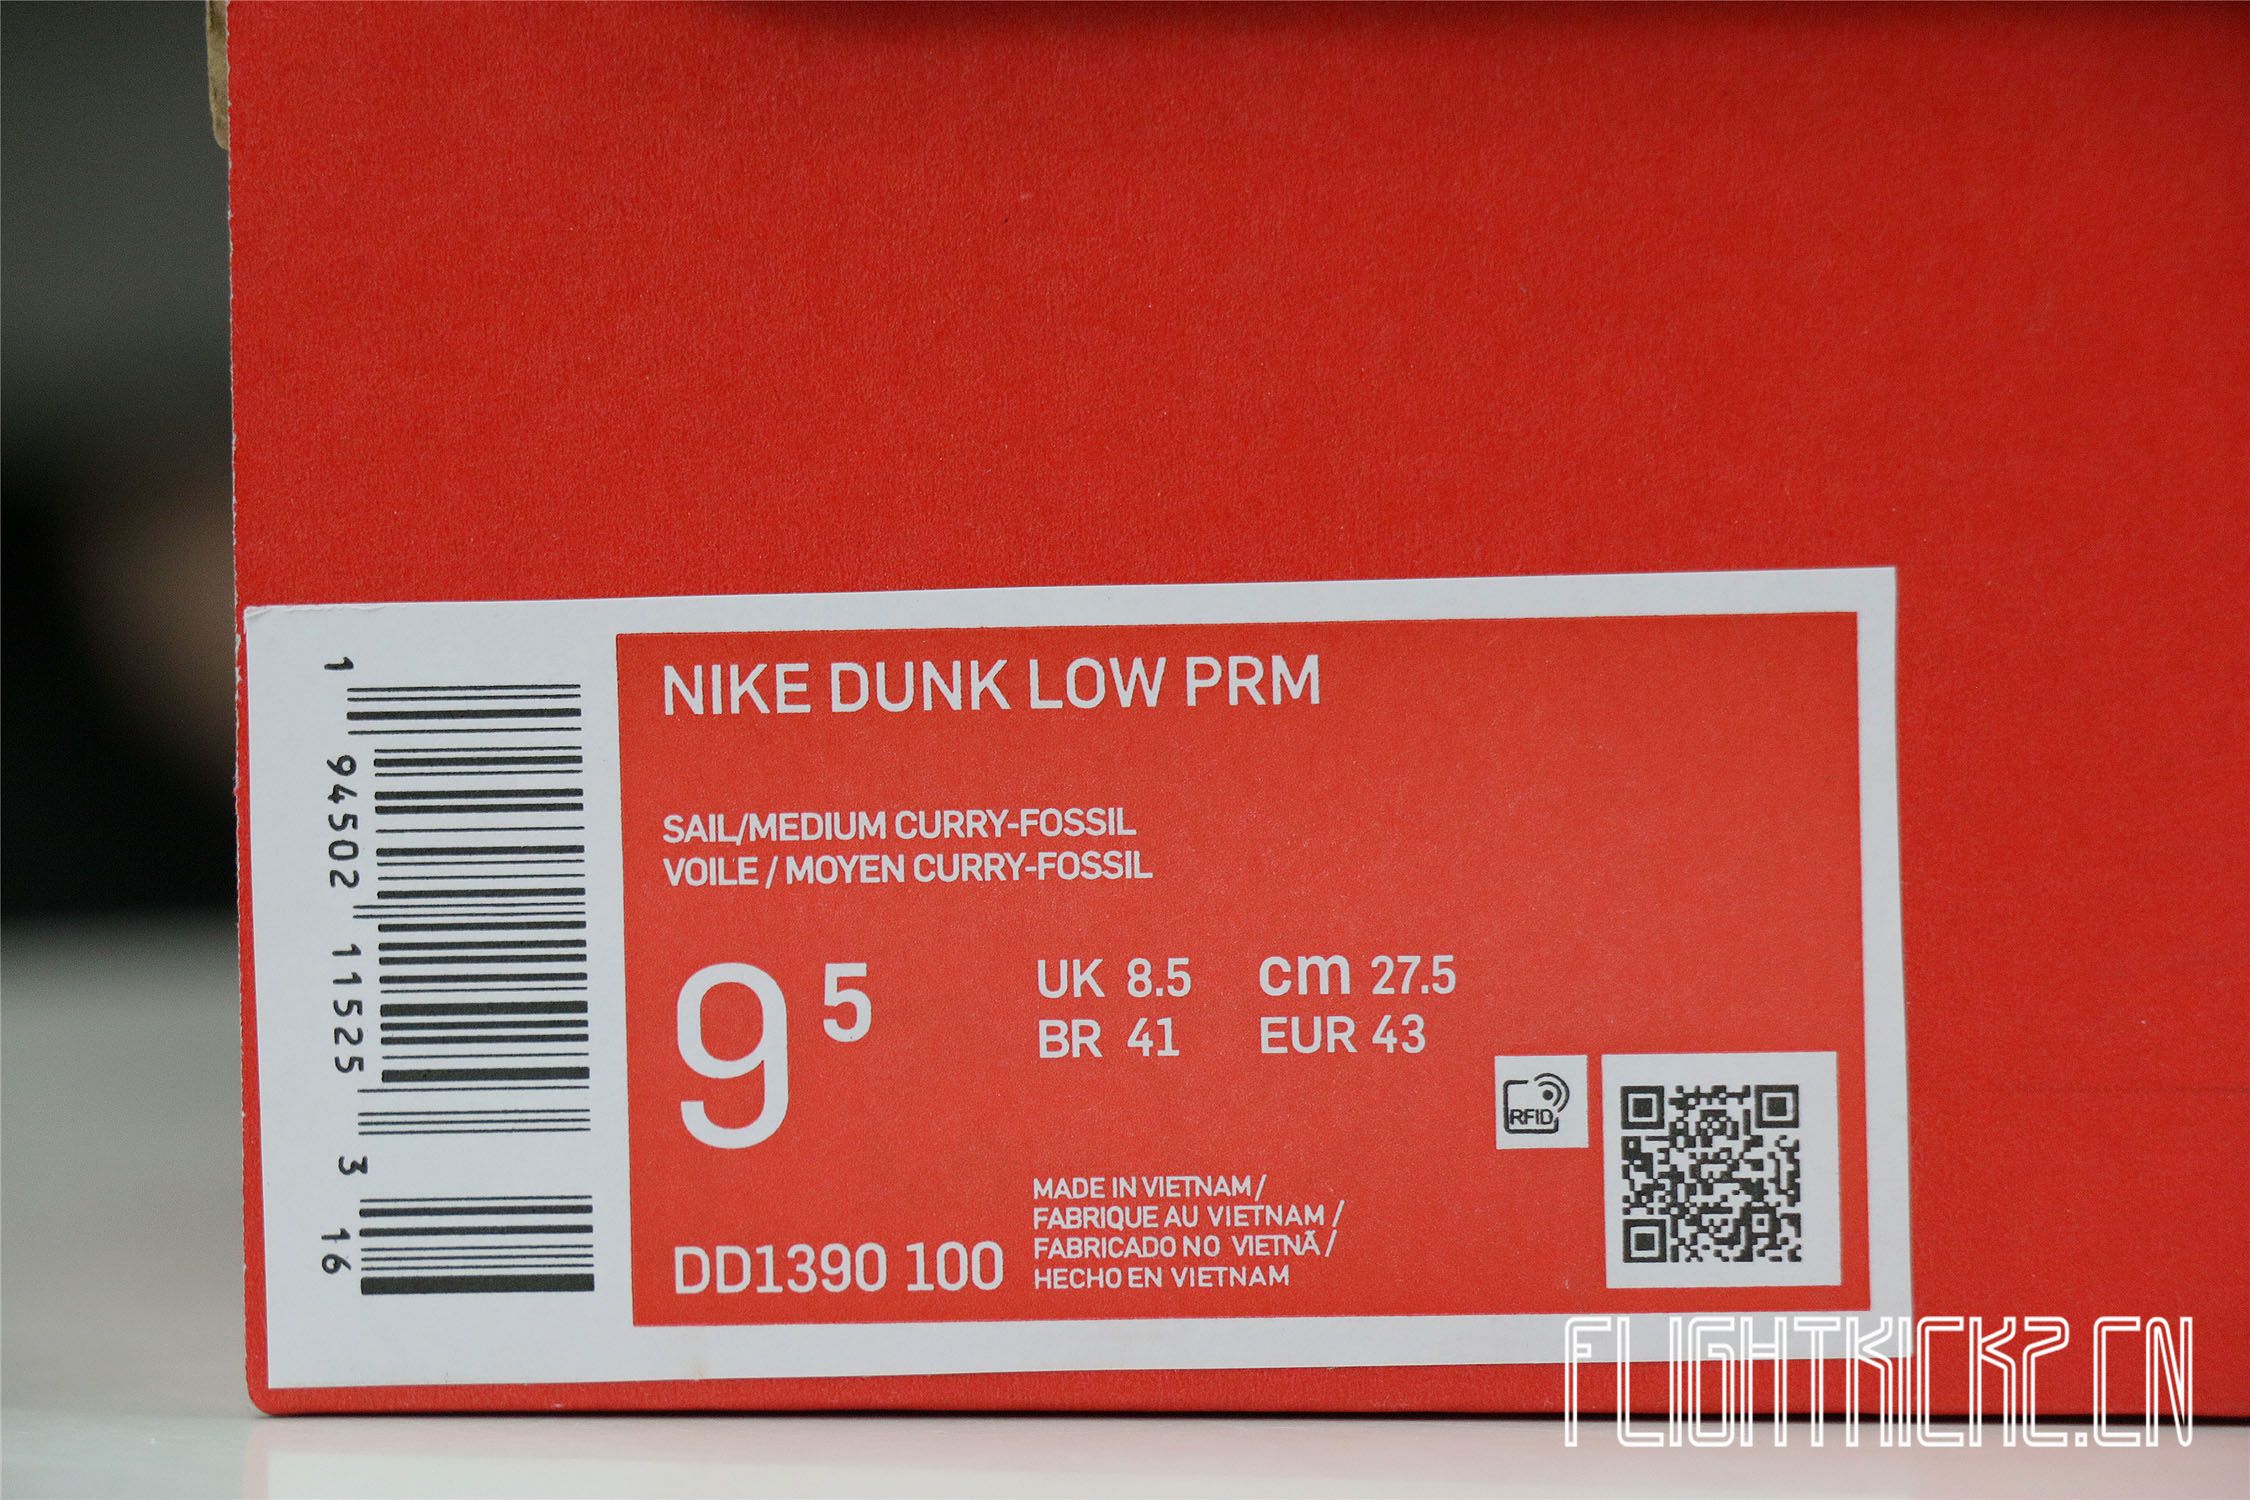 NIKE DUNK LOW PRM
SAIL/MEDIUM CURRY-FOSSIL
VOILE / MOYEN CURRY-FOSSIL
9 5
UK 8.5 cm 27.5
BR 41 EUR 43
RFID
MADE IN VIETNAM /
FABRIQUE AU VIETNAM /
FABRICADO NO VIETNÃ /
HECHO EN VIETNAM
DD1390 100
1 94502 11525 3 16
FLIGHTKICKZ.CN